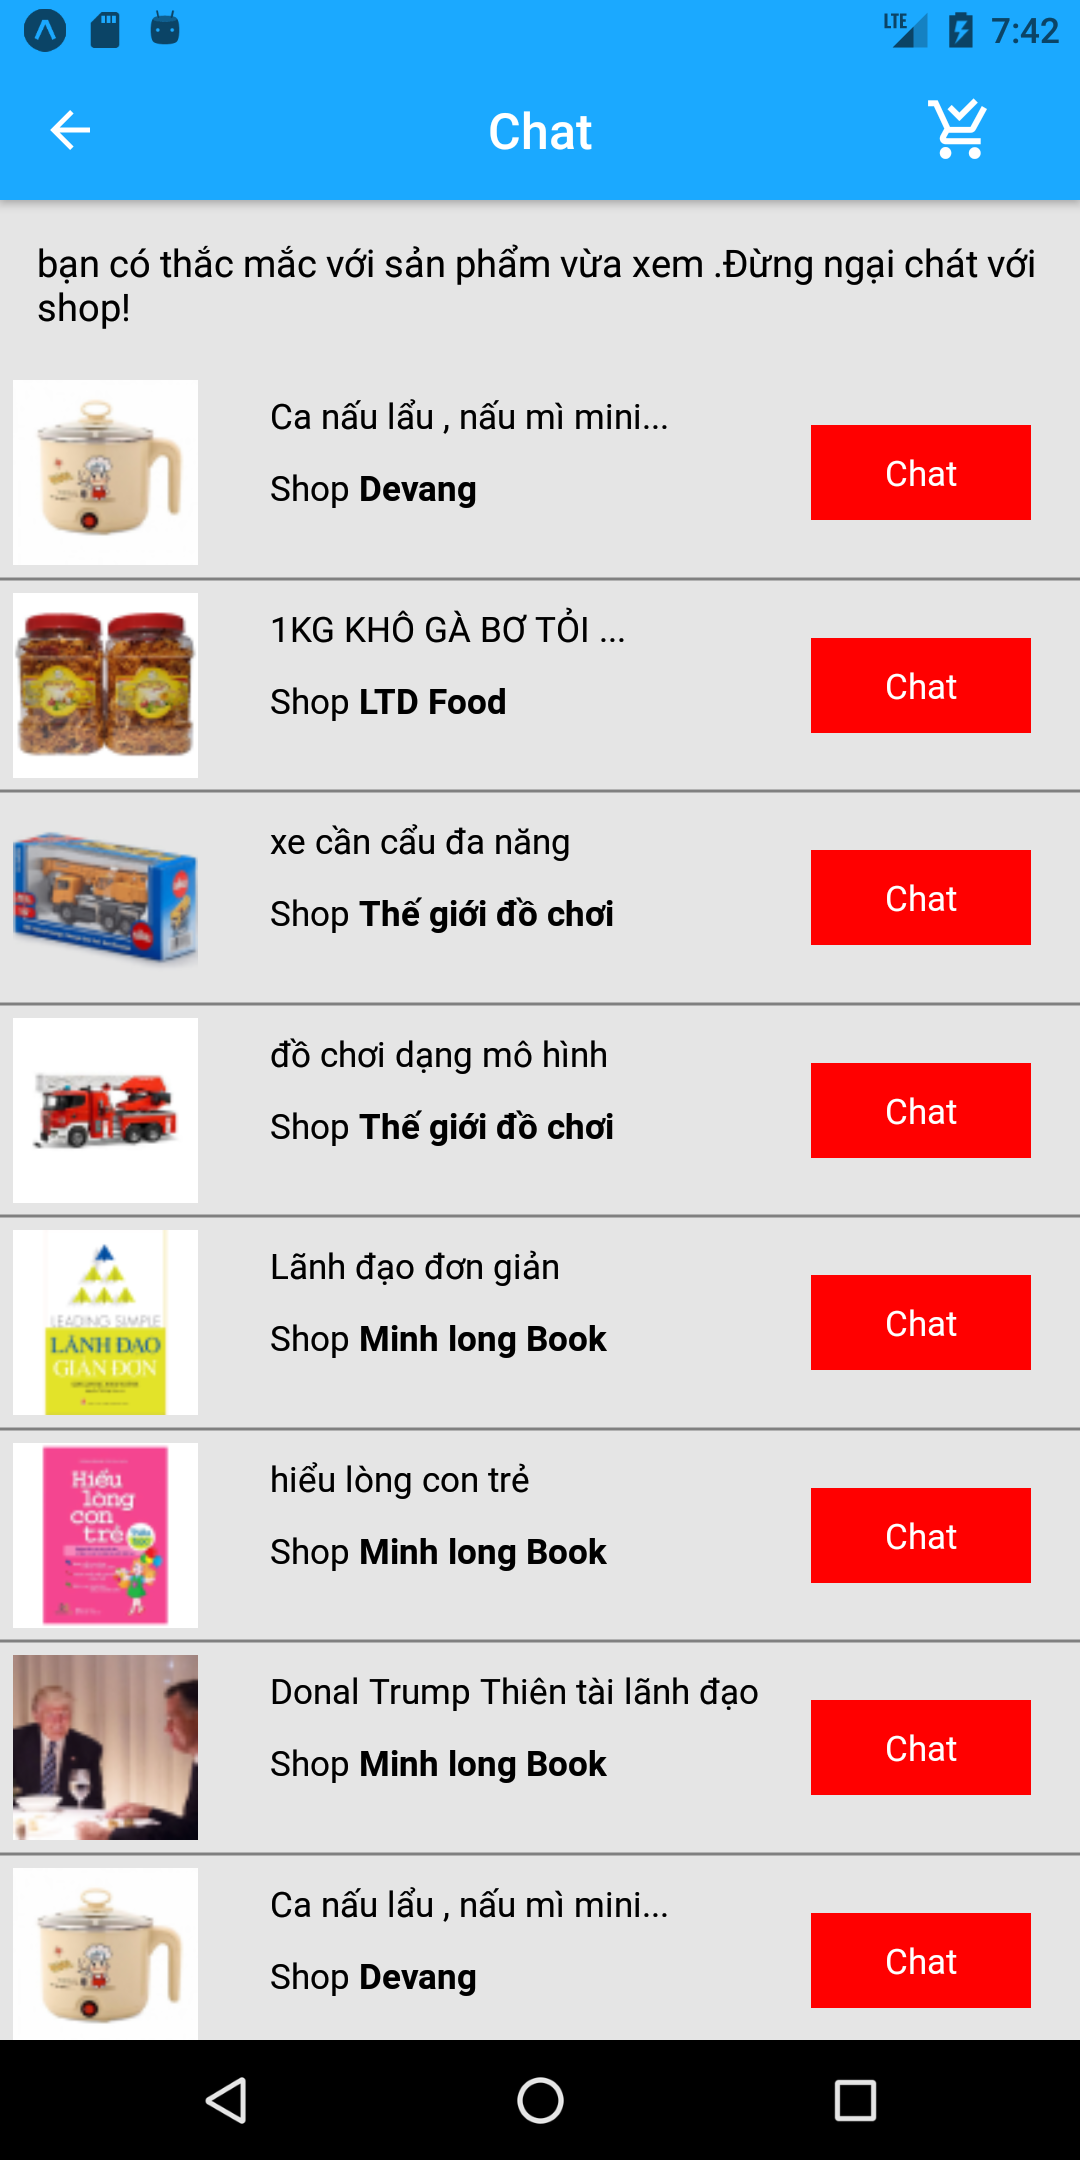 LTE 7:42
Chat
bạn có thắc mắc với sản phẩm vừa xem .Đừng ngại chát với
shop!
Ca nấu lẩu , nấu mì mini...
Shop Devang
Chat
1KG KHÔ GÀ BƠ TỎI ...
Shop LTD Food
Chat
xe cần cẩu đa năng
Shop Thế giới đồ chơi
Chat
đồ chơi dạng mô hình
Shop Thế giới đồ chơi
Chat
LEADING SIMPLE
LÃNH ĐẠO
GIẢN ĐƠN
Lãnh đạo đơn giản
Shop Minh long Book
Chat
Hiểu
lòng
con
trẻ
hiểu lòng con trẻ
Shop Minh long Book
Chat
Donal Trump Thiên tài lãnh đạo
Shop Minh long Book
Chat
Ca nấu lẩu , nấu mì mini...
Shop Devang
Chat